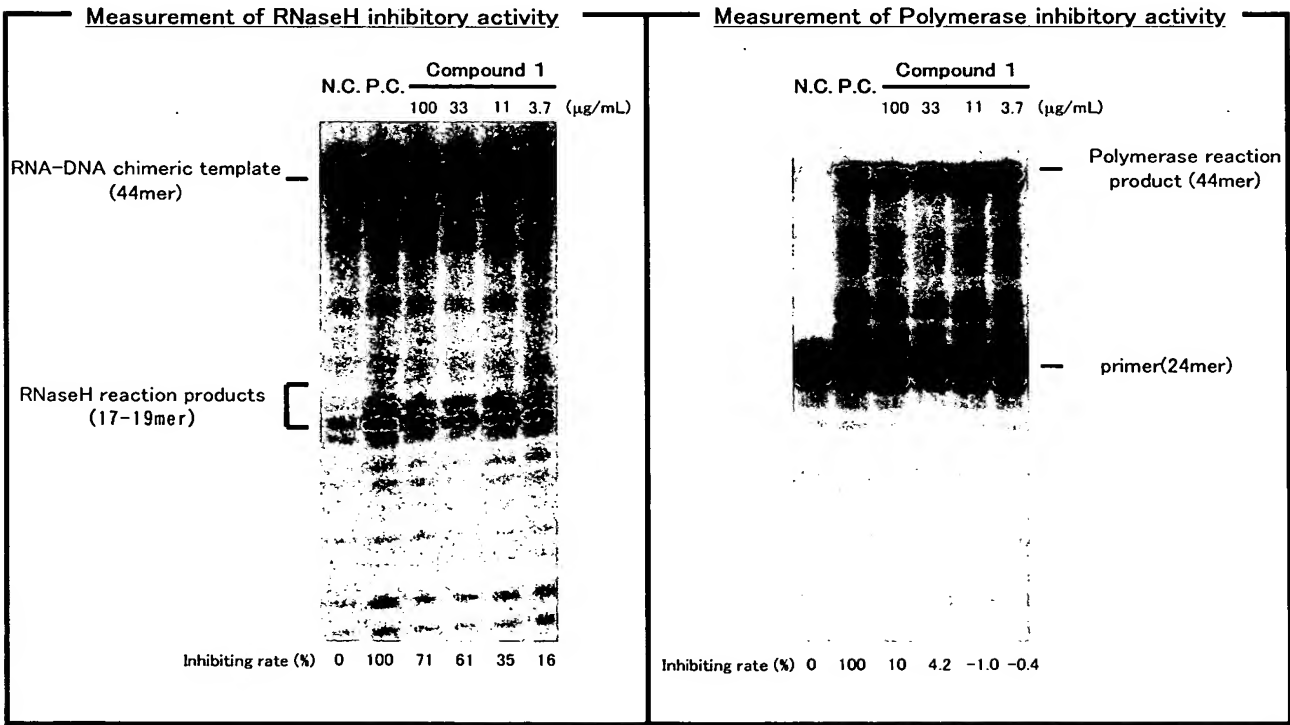 Measurement of RNaseH inhibitory activity
N.C. P.C. Compound 1
100 33 11 3.7 (μg/mL)
RNA-DNA chimeric template
(44mer)
RNaseH reaction products
(17-19mer)
Inhibiting rate (%) 0 100 71 61 35 16
Measurement of Polymerase inhibitory activity
N.C. P.C. Compound 1
100 33 11 3.7 (μg/mL)
Polymerase reaction
product (44mer)
primer(24mer)
Inhibiting rate (%) 0 100 10 4.2 -1.0 -0.4